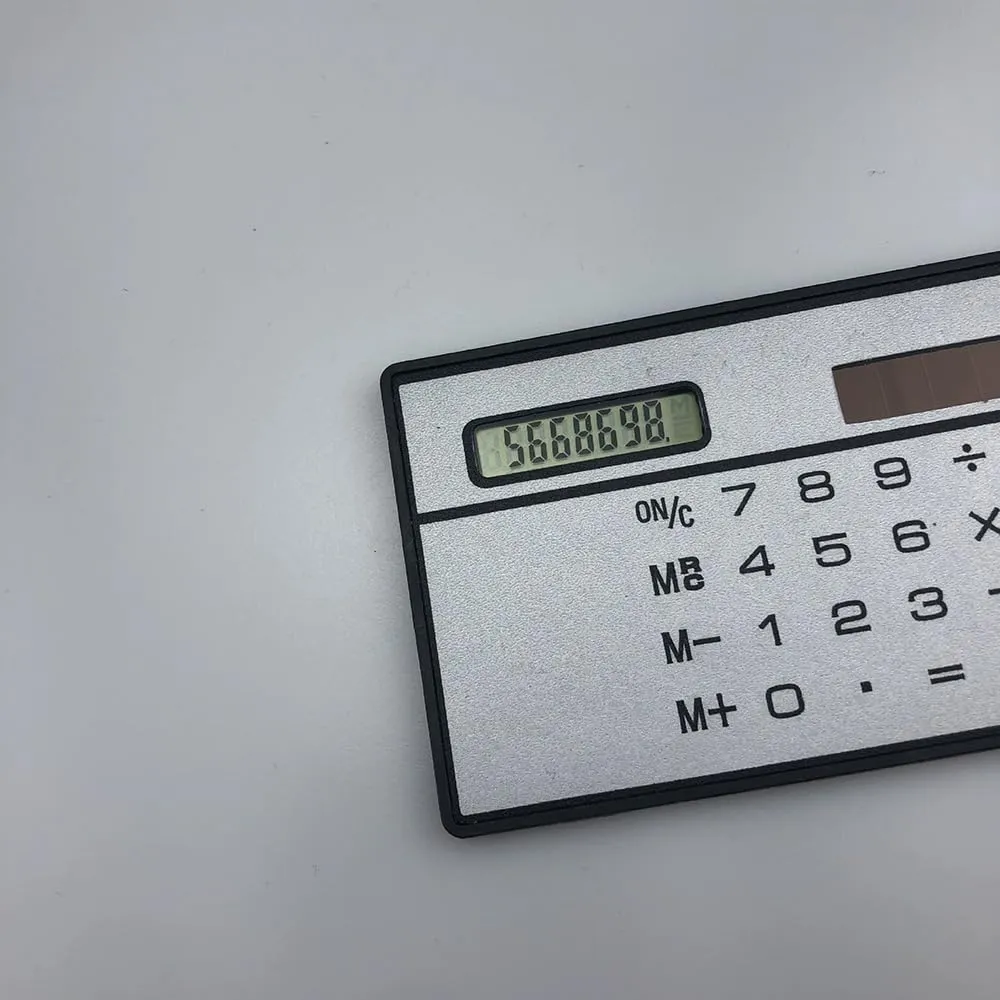 5668698.
ON/C 7 8 9 ÷
MRC 4 5 6 ×
M− 1 2 3
M+ 0 . =